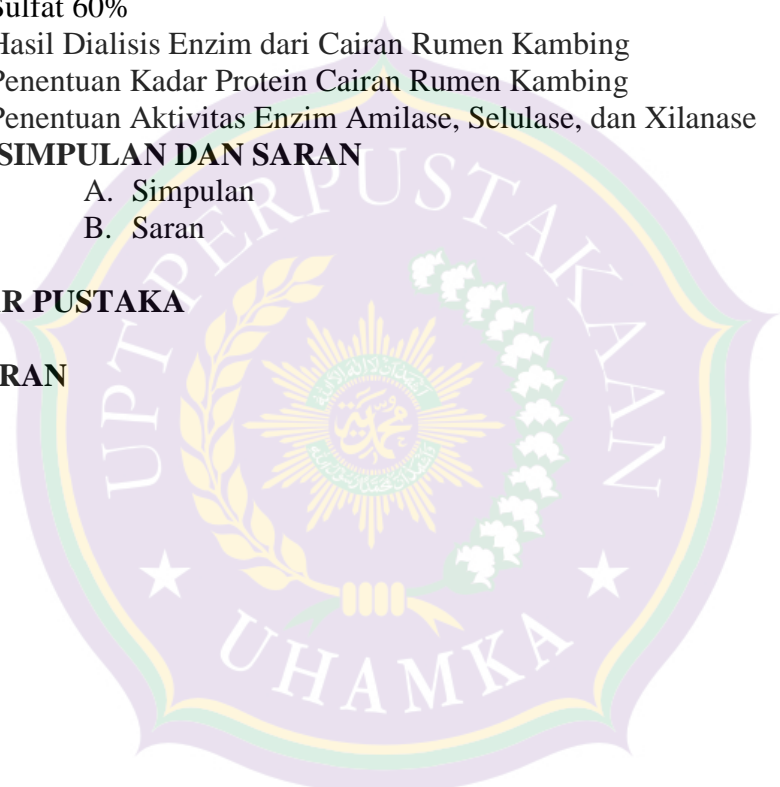 Sulfat 60%
Hasil Dialisis Enzim dari Cairan Rumen Kambing
Penentuan Kadar Protein Cairan Rumen Kambing
Penentuan Aktivitas Enzim Amilase, Selulase, dan Xilanase
SIMPULAN DAN SARAN
A. Simpulan
B. Saran
R PUSTAKA
RAN
UPT PERPUSTAKAAN
UHAMKA